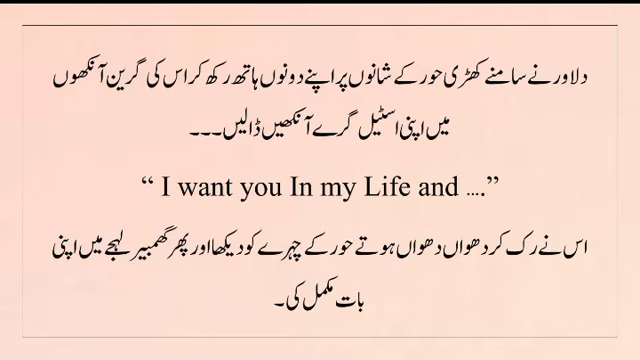 دلاور نے سامنے کھڑی حور کے شانوں پر اپنے دونوں ہاتھ رکھ کر اس کی گرین آنکھوں
میں اپنی اسٹیل گرے آنکھیں ڈالیں۔۔۔
“ I want you In my Life and ….”
اس نے رک کر دھواں دھواں ہوتے حور کے چہرے کو دیکھا اور پھر گھمبیر لہجے میں اپنی
بات مکمل کی۔